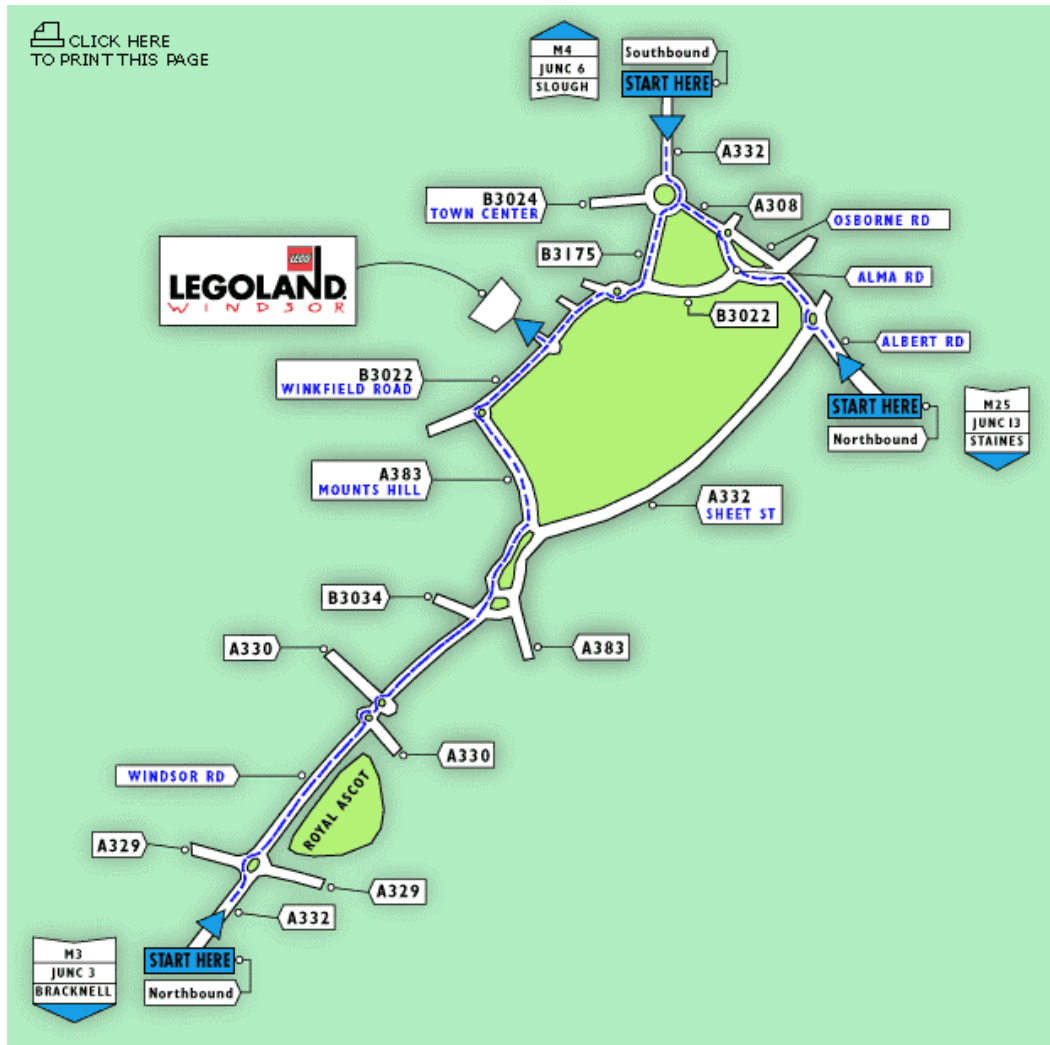 CLICK HERE
TO PRINT THIS PAGE
M4
JUNC 6
SLOUGH
Southbound
START HERE
A332
B3024
TOWN CENTER
A308
OSBORNE RD
B3175
ALMA RD
LEGO
LEGOLAND
WINDSOR
B3022
ALBERT RD
B3022
WINKFIELD ROAD
START HERE
Northbound
M25
JUNC 13
STAINES
A383
MOUNTS HILL
A332
SHEET ST
B3034
A330
A383
A330
WINDSOR RD
ROYAL ASCOT
A329
A329
A332
M3
JUNC 3
BRACKNELL
START HERE
Northbound